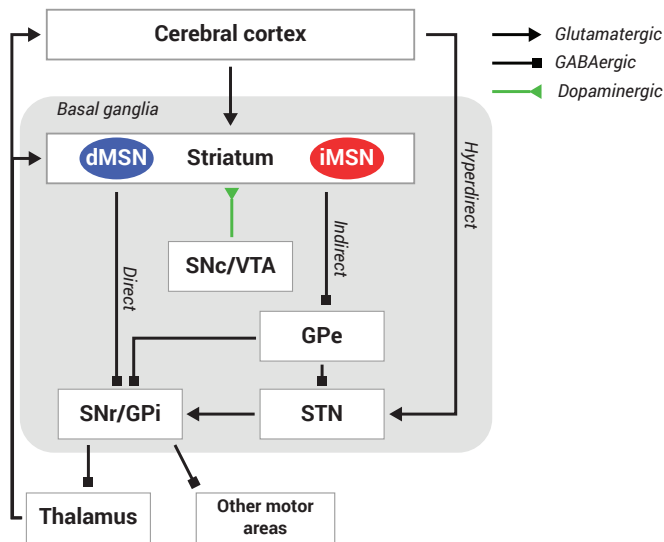 Cerebral cortex
Glutamatergic
GABAergic
Dopaminergic
Basal ganglia
dMSN
Striatum
iMSN
Hyperdirect
Indirect
Direct
SNc/VTA
GPe
SNr/GPi
STN
Thalamus
Other motor
areas